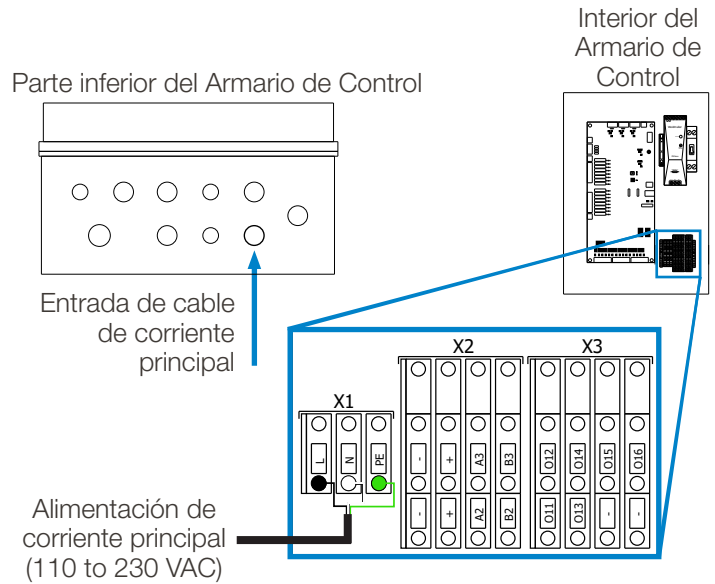 Interior del
Armario de
Control
Parte inferior del Armario de Control
Entrada de cable
de corriente
principal
X2
X3
X1
L
N
PE
-
+
A3
B3
O12
O14
O15
O16
-
+
A2
B2
O11
O13
-
-
Alimentación de
corriente principal
(110 to 230 VAC)